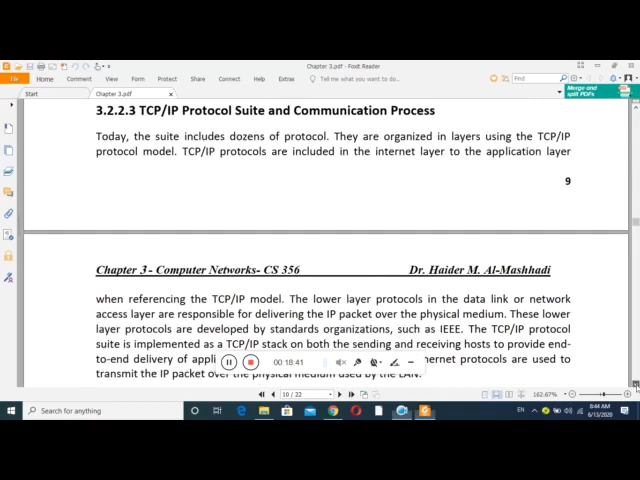 Chapter 3.pdf - Foxit Reader
File Home Comment View Form Protect Share Connect Help Extras Tell me what you want to do.. Find
Start Chapter 3.pdf Merge and
split PDFs
3.2.2.3 TCP/IP Protocol Suite and Communication Process
Today, the suite includes dozens of protocol. They are organized in layers using the TCP/IP
protocol model. TCP/IP protocols are included in the internet layer to the application layer
9
Chapter 3 - Computer Networks- CS 356 Dr. Haider M. Al-Mashhadi
when referencing the TCP/IP model. The lower layer protocols in the data link or network
access layer are responsible for delivering the IP packet over the physical medium. These lower
layer protocols are developed by standards organizations, such as IEEE. The TCP/IP protocol
suite is implemented as a TCP/IP stack on both the sending and receiving hosts to provide end-
to-end delivery of appli ernet protocols are used to
00:18:41
transmit the IP packet over the physical medium used by the LAN.
10 / 22 162.67%
Search for anything EN 8:44 AM
6/13/2020